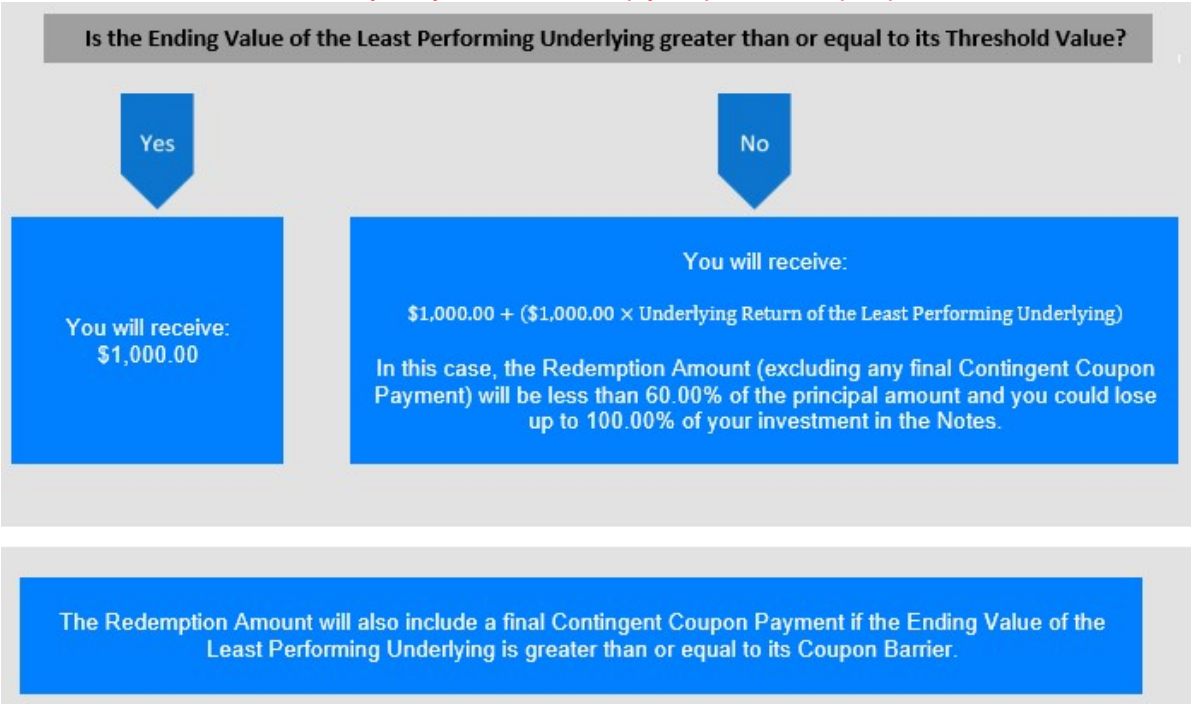 Is the Ending Value of the Least Performing Underlying greater than or equal to its Threshold Value?
Yes
No
You will receive:
$1,000.00
You will receive:
$1,000.00 + ($1,000.00 × Underlying Return of the Least Performing Underlying)
In this case, the Redemption Amount (excluding any final Contingent Coupon
Payment) will be less than 60.00% of the principal amount and you could lose
up to 100.00% of your investment in the Notes.
The Redemption Amount will also include a final Contingent Coupon Payment if the Ending Value of the
Least Performing Underlying is greater than or equal to its Coupon Barrier.